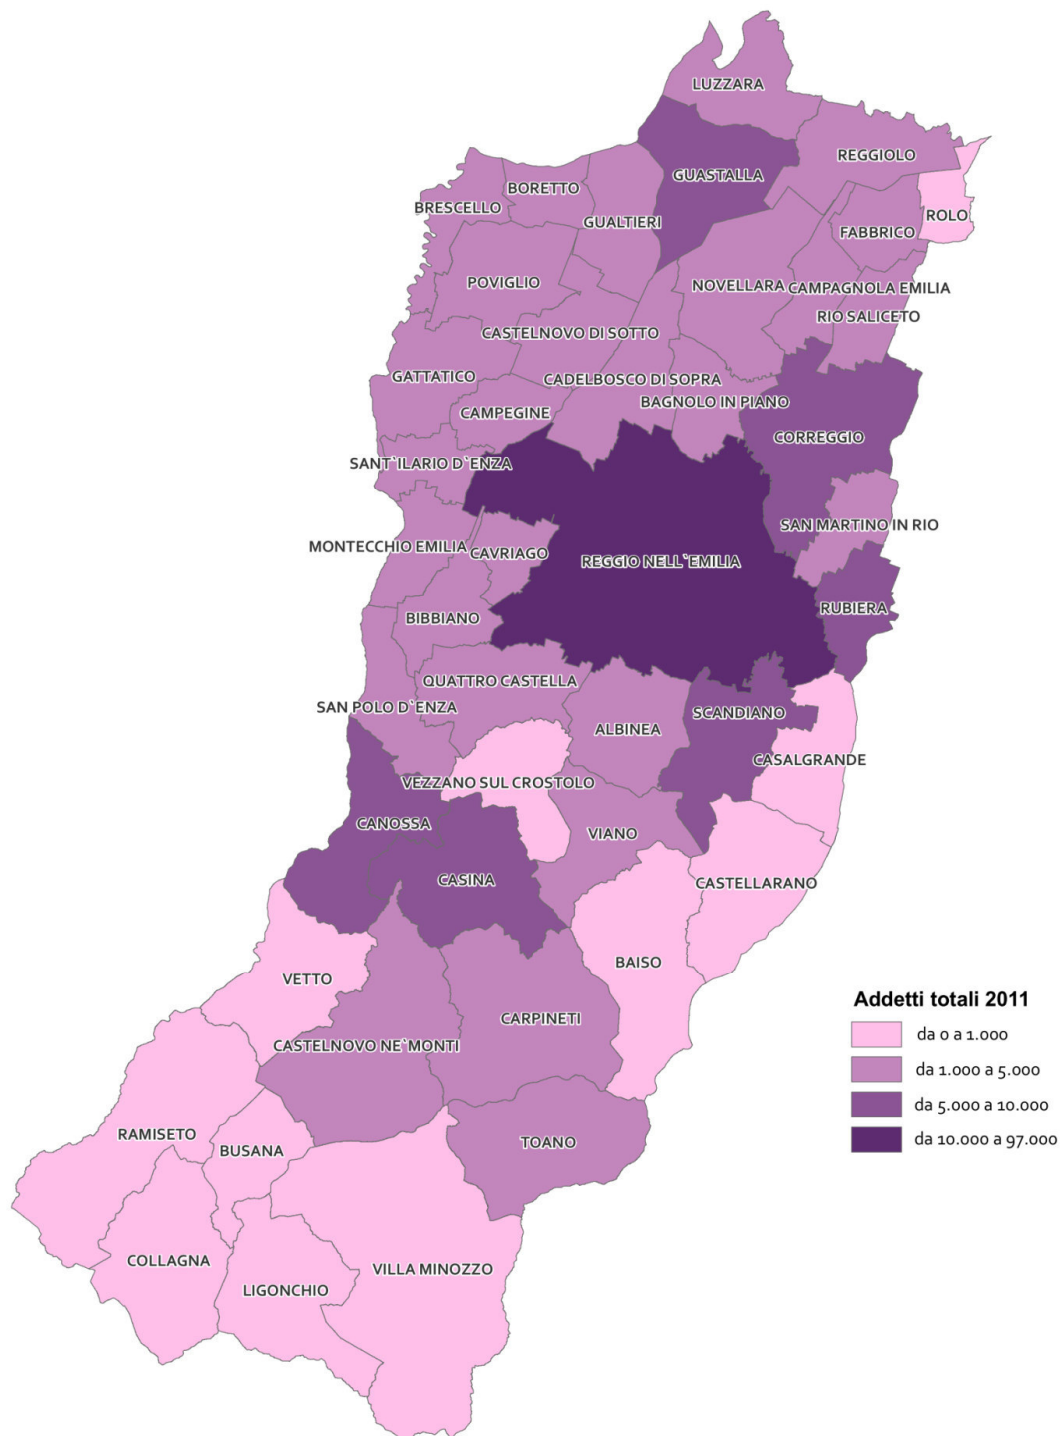 LUZZARA
REGGIOLO
GUASTALLA
BORETTO
BRESCELLO
ROLO
GUALTIERI
FABBRICO
POVIGLIO
NOVELLARA
CAMPAGNOLA EMILIA
RIO SALICETO
CASTELNOVO DI SOTTO
GATTATICO
CADELBOSCO DI SOPRA
BAGNOLO IN PIANO
CAMPEGINE
CORREGGIO
SANT`ILARIO D`ENZA
SAN MARTINO IN RIO
MONTECCHIO EMILIA
CAVRIAGO
REGGIO NELL`EMILIA
RUBIERA
BIBBIANO
QUATTRO CASTELLA
SAN POLO D`ENZA
SCANDIANO
ALBINEA
CASALGRANDE
VEZZANO SUL CROSTOLO
CANOSSA
VIANO
CASINA
CASTELLARANO
BAISO
VETTO
CARPINETI
CASTELNOVO NE`MONTI
RAMISETO
BUSANA
TOANO
COLLAGNA
VILLA MINOZZO
LIGONCHIO
Addetti totali 2011
da 0 a 1.000
da 1.000 a 5.000
da 5.000 a 10.000
da 10.000 a 97.000